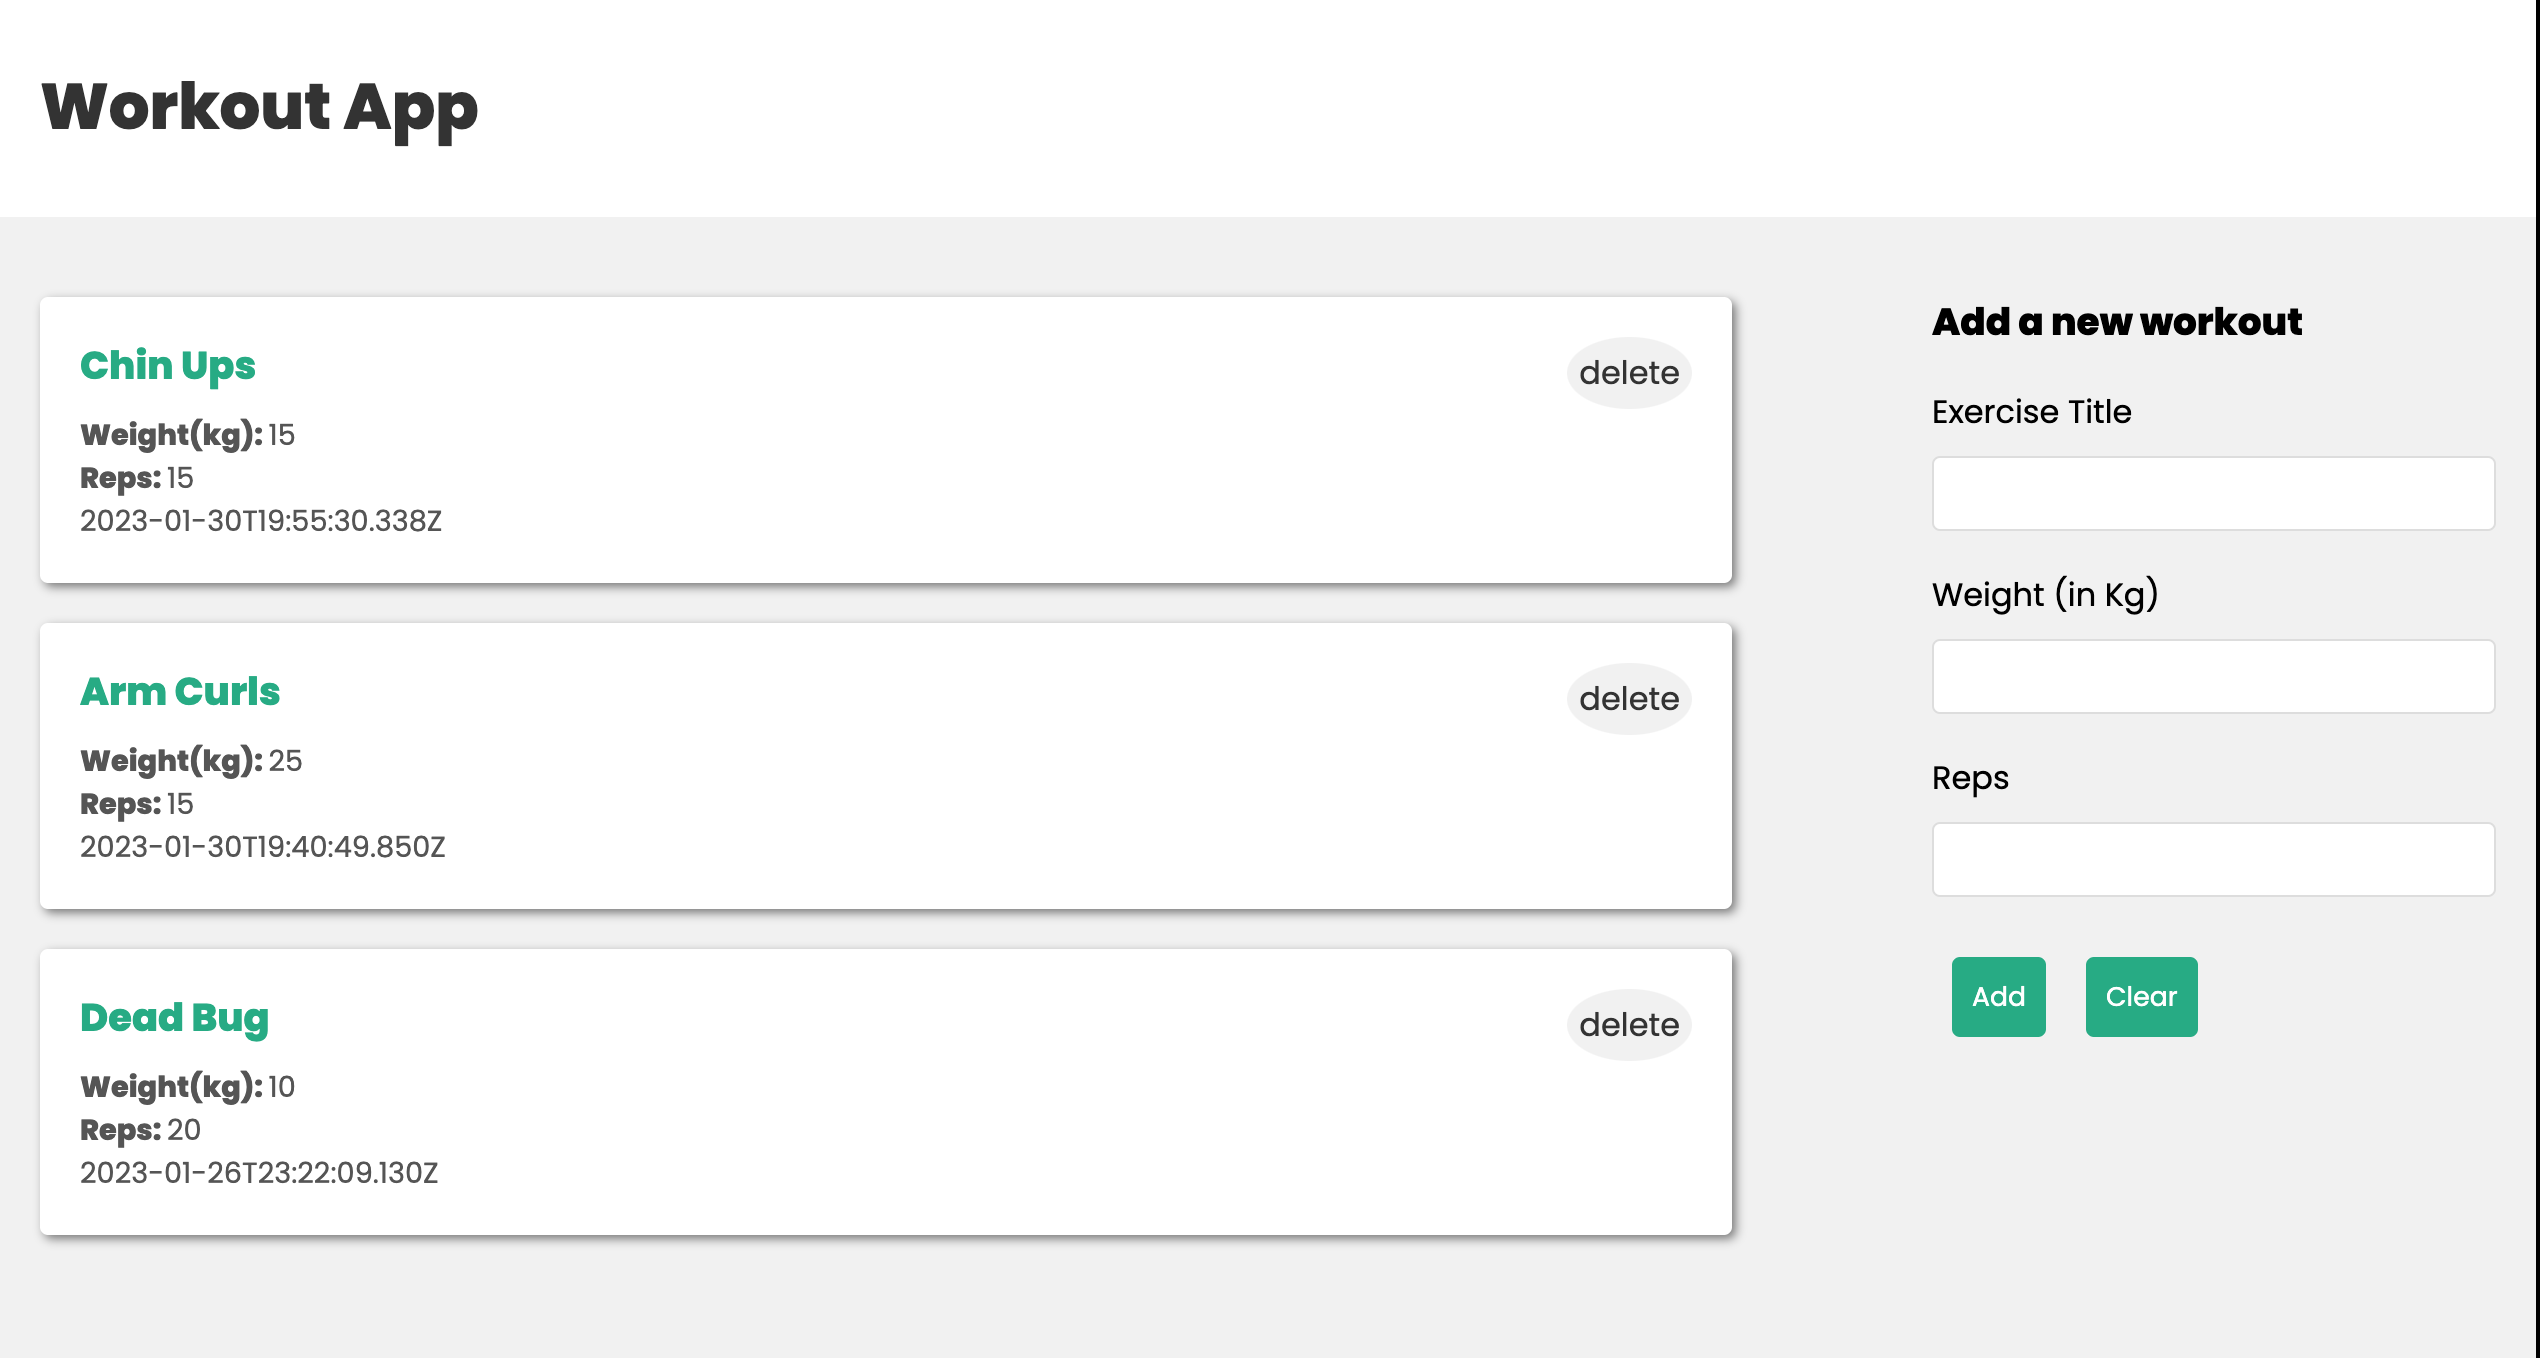 Workout App
Chin Ups
delete
Weight(kg): 15
Reps: 15
2023-01-30T19:55:30.338Z
Arm Curls
delete
Weight(kg): 25
Reps: 15
2023-01-30T19:40:49.850Z
Dead Bug
delete
Weight(kg): 10
Reps: 20
2023-01-26T23:22:09.130Z
Add a new workout
Exercise Title
Weight (in Kg)
Reps
Add
Clear